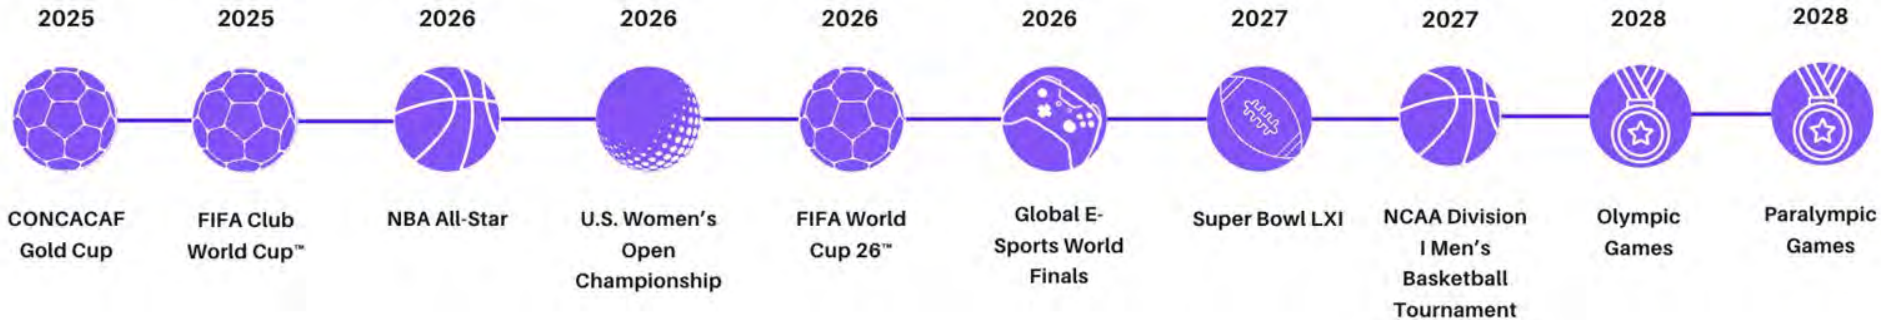 2025
CONCACAF
Gold Cup
2025
FIFA Club
World Cup™
2026
NBA All-Star
2026
U.S. Women's
Open
Championship
2026
FIFA World
Cup 26™
2026
Global E-
Sports World
Finals
2027
Super Bowl LXI
2027
NCAA Division
I Men's
Basketball
Tournament
2028
Olympic
Games
2028
Paralympic
Games